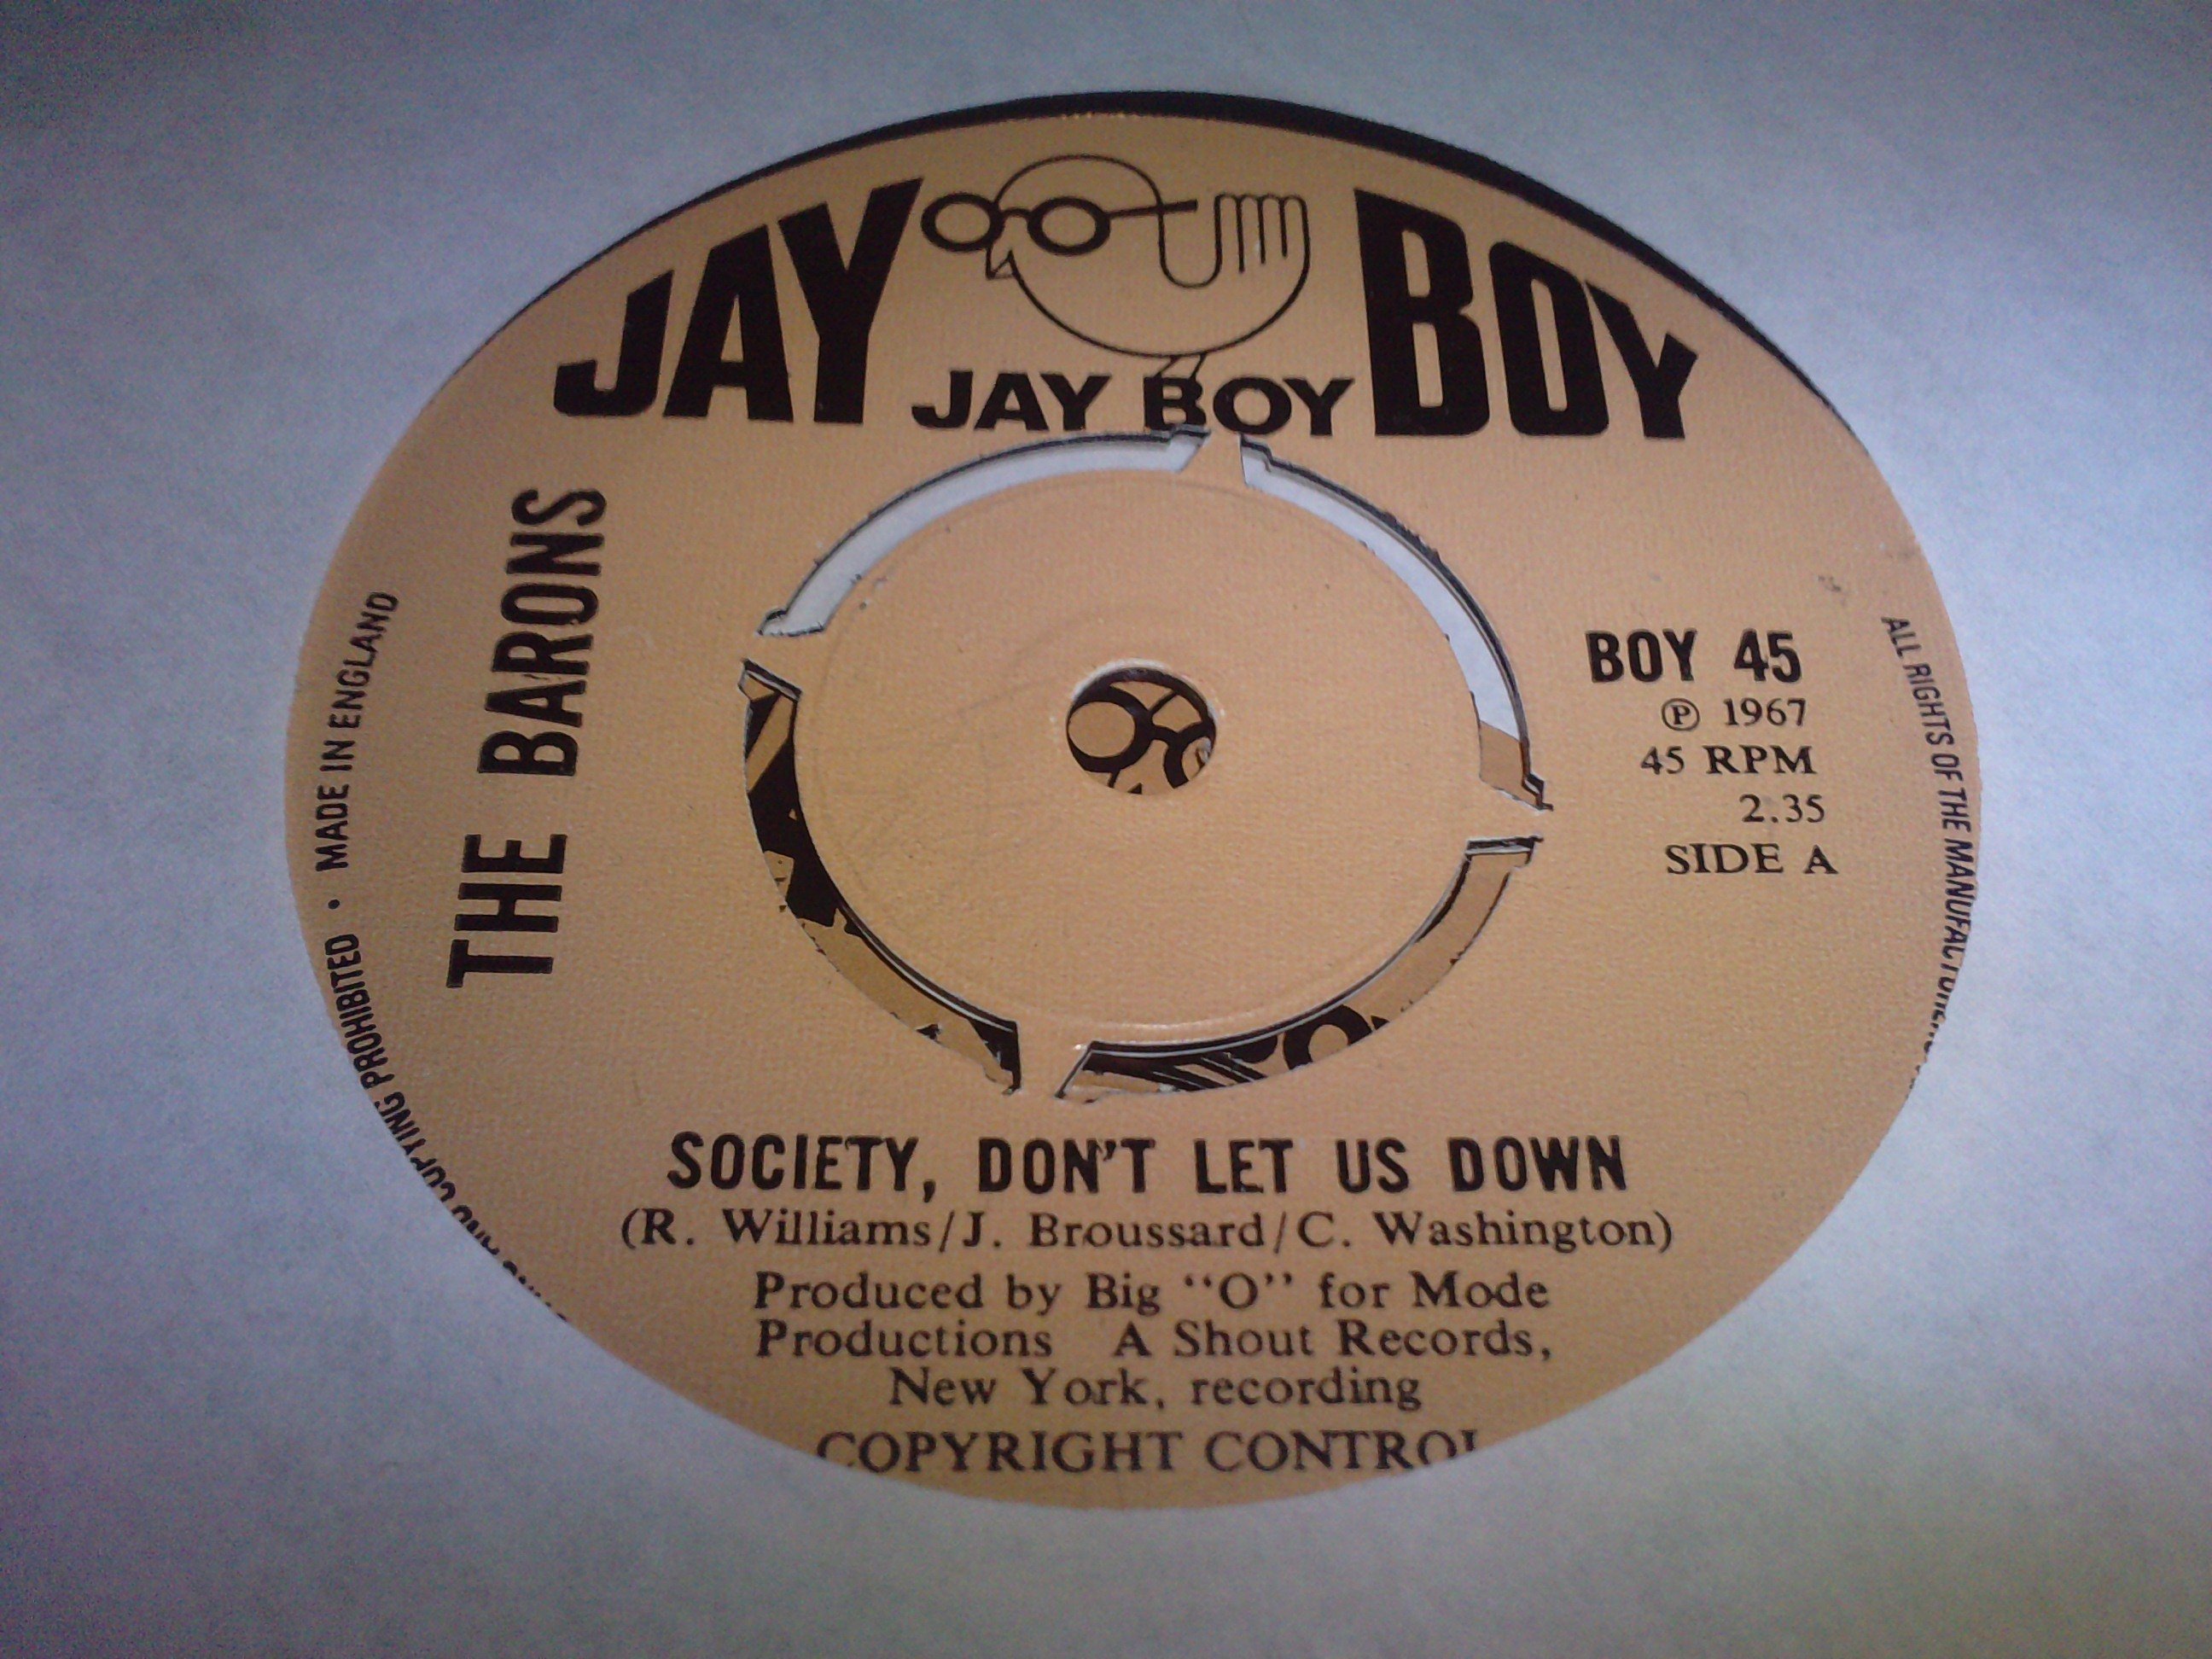 JAY BOY
JAY BOY
THE BARONS
MADE IN ENGLAND
PROHIBITED •
COPYING
ALL RIGHTS OF THE
BOY 45
℗ 1967
45 RPM
2.35
SIDE A
SOCIETY, DON'T LET US DOWN
(R. Williams/J. Broussard/C. Washington)
Produced by Big "O" for Mode
Productions A Shout Records,
New York, recording
COPYRIGHT CONTROL